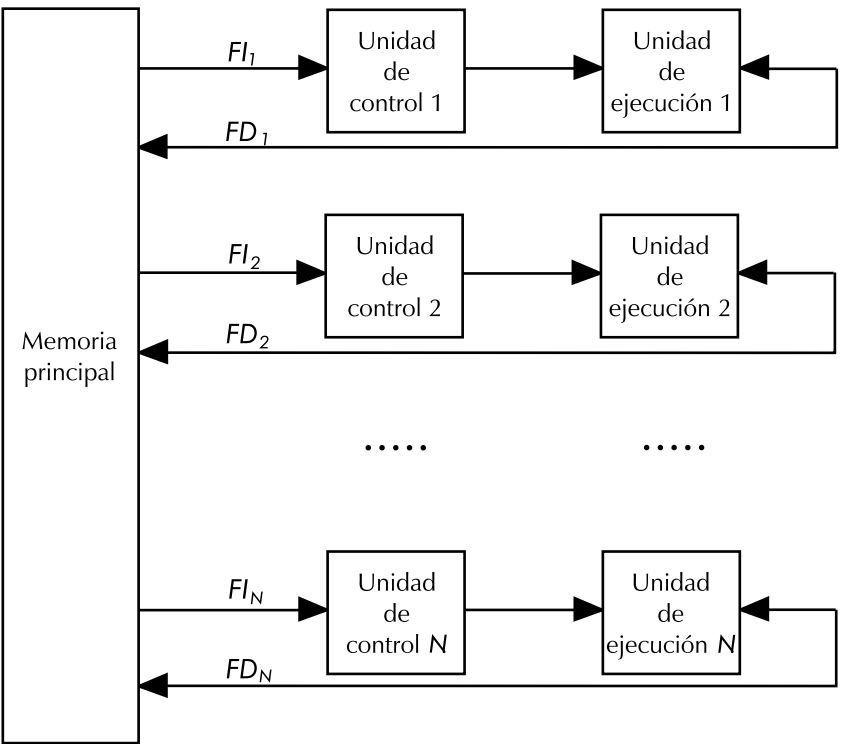 Memoria
principal
FI1
Unidad
de
control 1
Unidad
de
ejecución 1
FD1
FI2
Unidad
de
control 2
Unidad
de
ejecución 2
FD2
.....
.....
FIN
Unidad
de
control N
Unidad
de
ejecución N
FDN